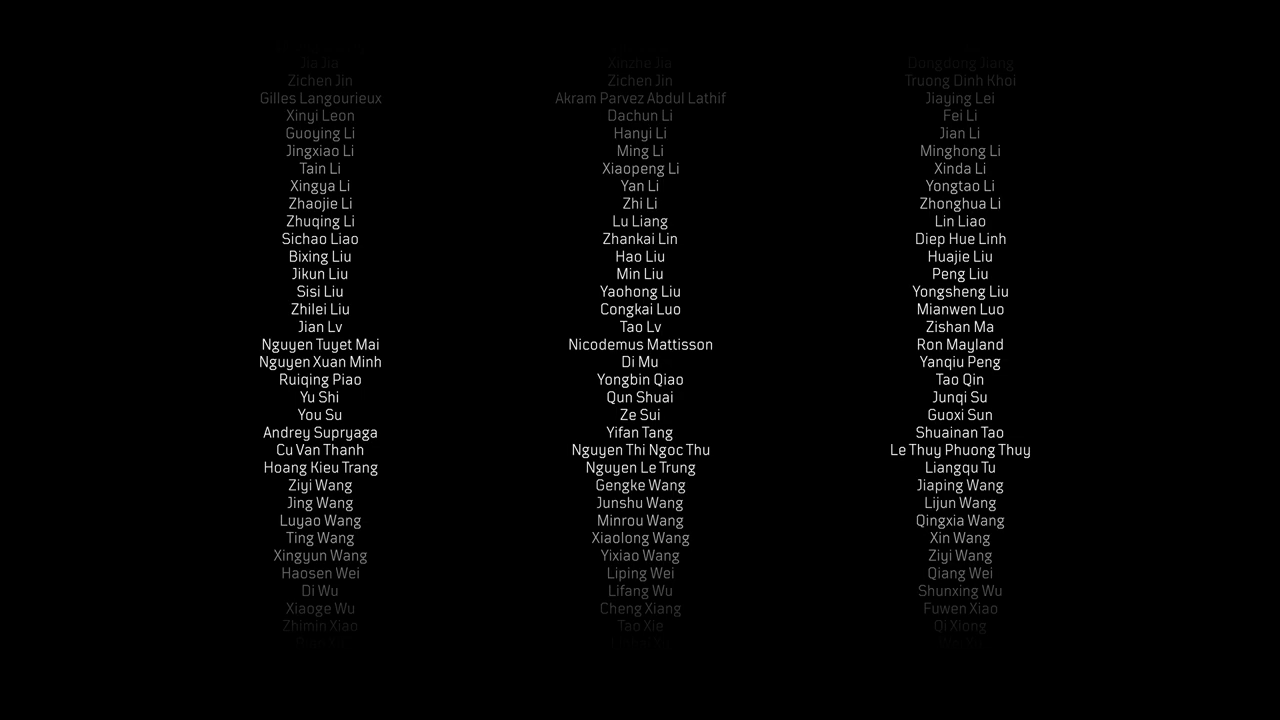 Jia Jia Xinzhe Jia Dongdong Jiang
Zichen Jin Zichen Jin Truong Dinh Khoi
Gilles Langourieux Akram Parvez Abdul Lathif Jiaying Lei
Xinyi Leon Dachun Li Fei Li
Guoying Li Hanyi Li Jian Li
Jingxiao Li Ming Li Minghong Li
Tain Li Xiaopeng Li Xinda Li
Xingya Li Yan Li Yongtao Li
Zhaojie Li Zhi Li Zhonghua Li
Zhuqing Li Lu Liang Lin Liao
Sichao Liao Zhankai Lin Diep Hue Linh
Bixing Liu Hao Liu Huajie Liu
Jikun Liu Min Liu Peng Liu
Sisi Liu Yaohong Liu Yongsheng Liu
Zhilei Liu Congkai Luo Mianwen Luo
Jian Lv Tao Lv Zishan Ma
Nguyen Tuyet Mai Nicodemus Mattisson Ron Mayland
Nguyen Xuan Minh Di Mu Yanqiu Peng
Ruiqing Piao Yongbin Qiao Tao Qin
Yu Shi Qun Shuai Junqi Su
You Su Ze Sui Guoxi Sun
Andrey Supryaga Yifan Tang Shuainan Tao
Cu Van Thanh Nguyen Thi Ngoc Thu Le Thuy Phuong Thuy
Hoang Kieu Trang Nguyen Le Trung Liangqu Tu
Ziyi Wang Gengke Wang Jiaping Wang
Jing Wang Junshu Wang Lijun Wang
Luyao Wang Minrou Wang Qingxia Wang
Ting Wang Xiaolong Wang Xin Wang
Xingyun Wang Yixiao Wang Ziyi Wang
Haosen Wei Liping Wei Qiang Wei
Di Wu Lifang Wu Shunxing Wu
Xiaoge Wu Cheng Xiang Fuwen Xiao
Zhimin Xiao Tao Xie Qi Xiong